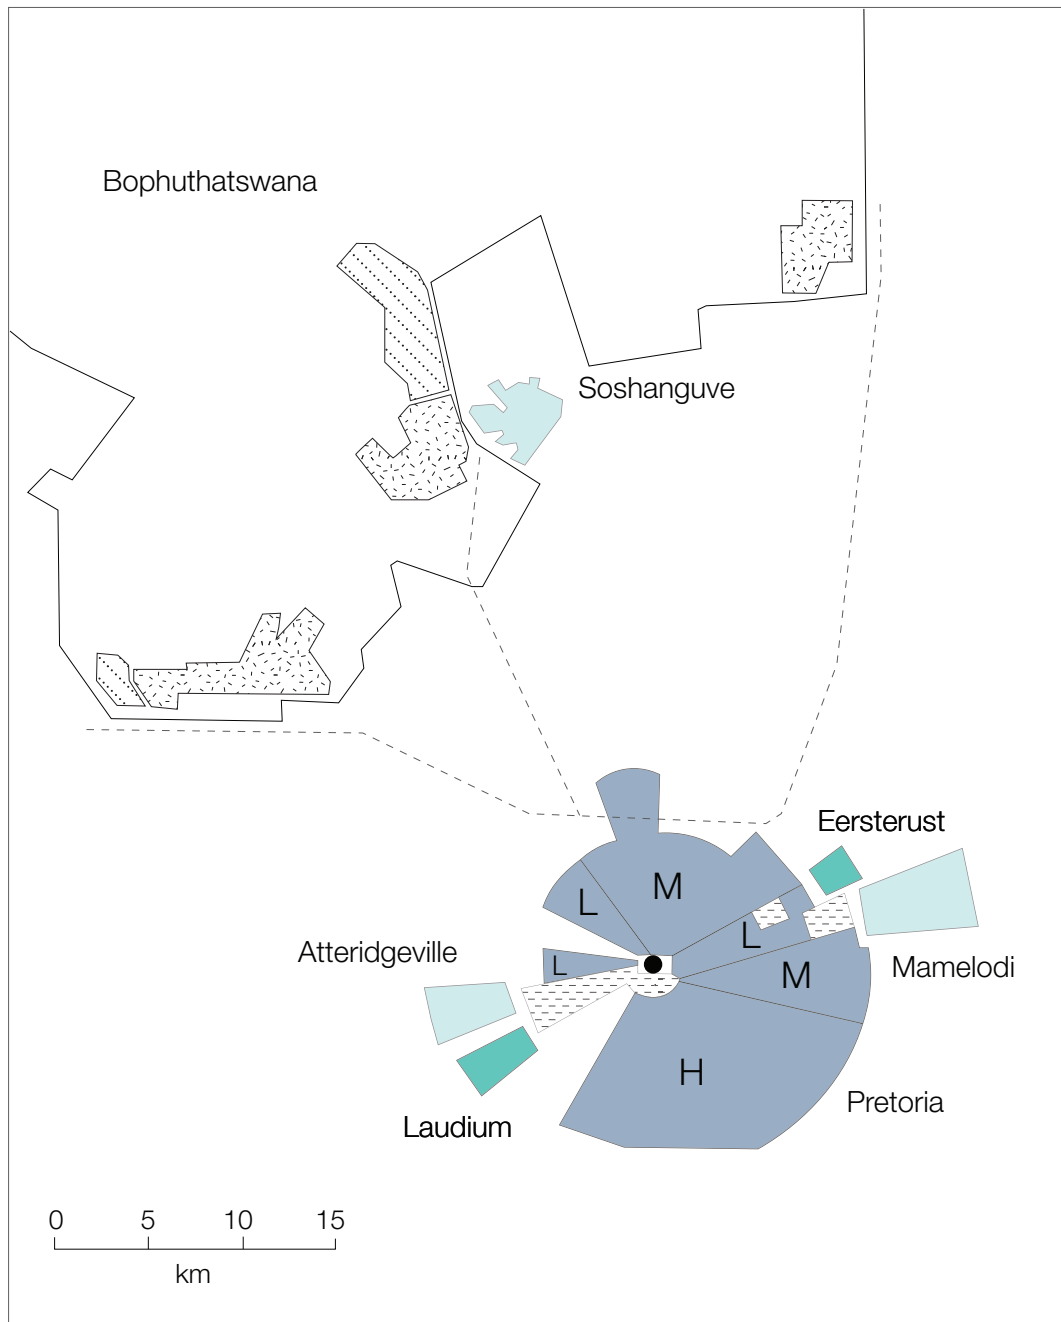 Bophuthatswana
Soshanguve
Eersterust
M
L
L
Atteridgeville
L
Mamelodi
M
H
Pretoria
Laudium
0 5 10 15
km